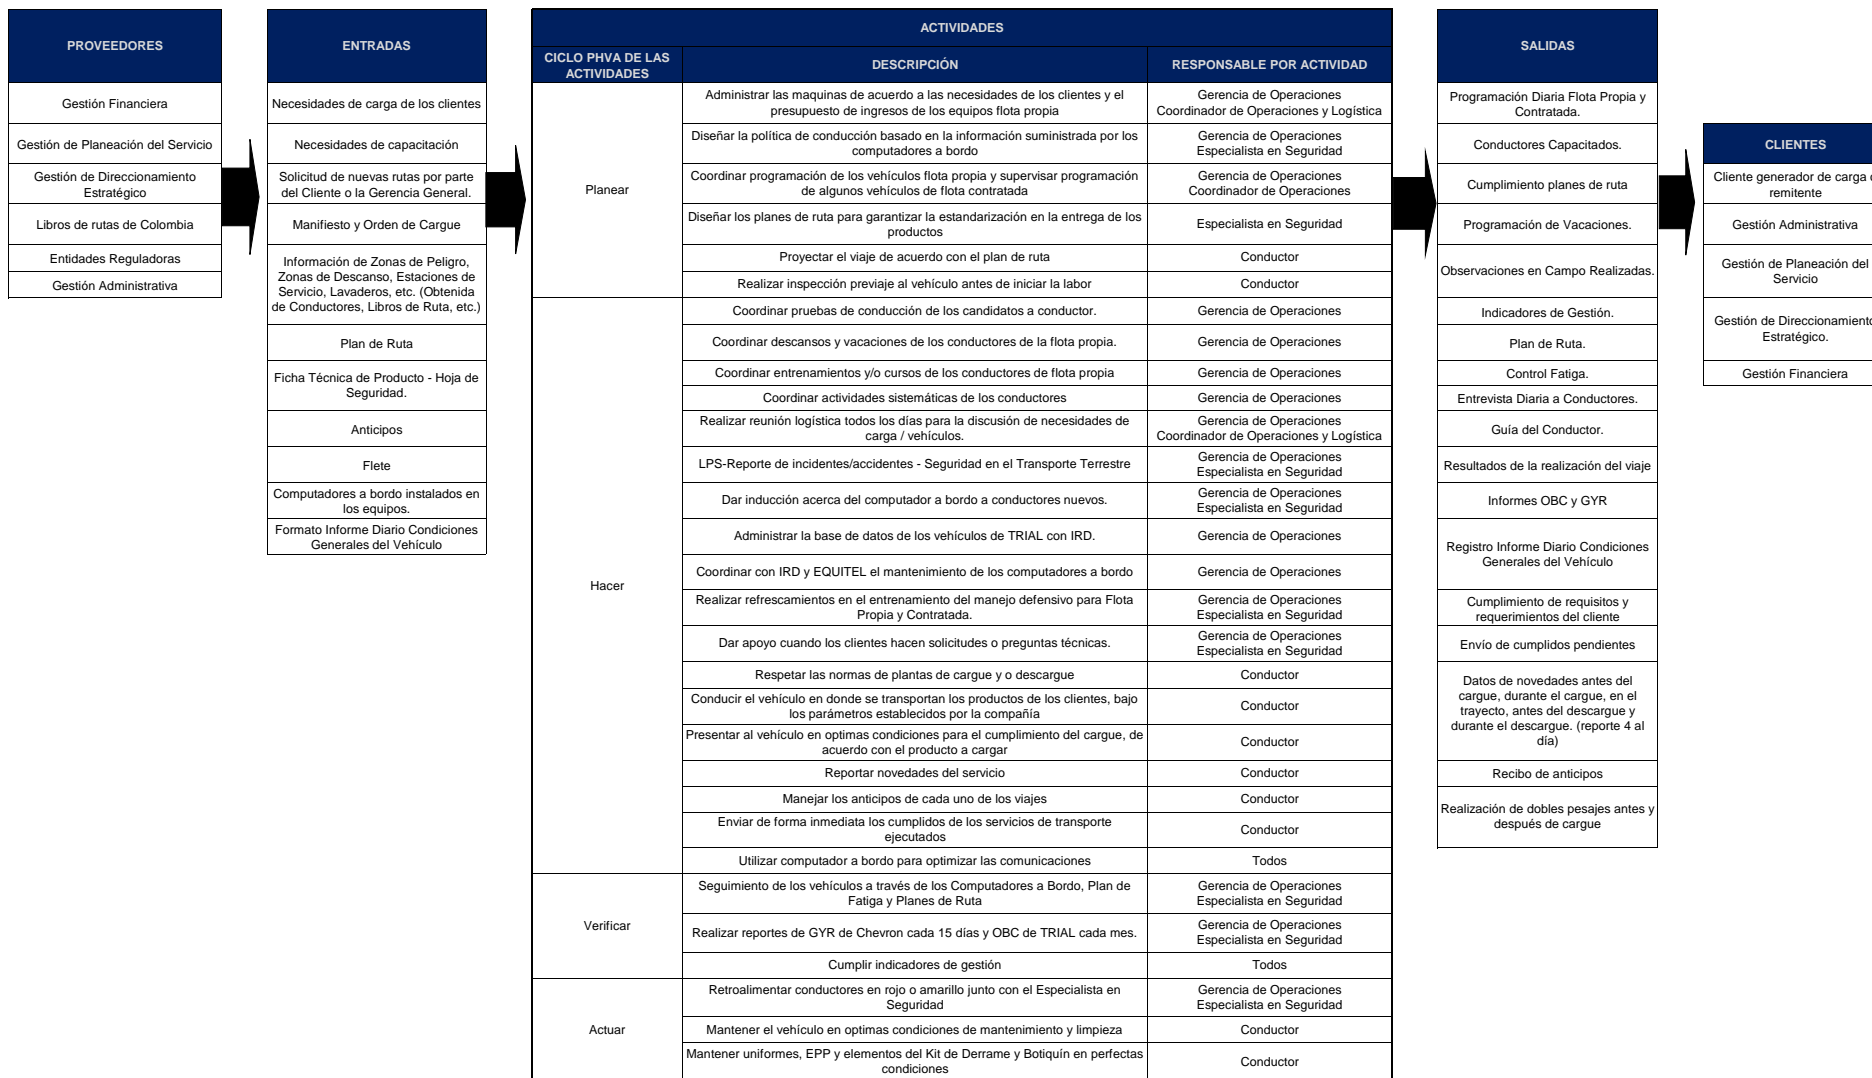 PROVEEDORES
Gestión Financiera
Gestión de Planeación del Servicio
Gestión de Direccionamiento
Estratégico
Libros de rutas de Colombia
Entidades Reguladoras
Gestión Administrativa
ENTRADAS
Necesidades de carga de los clientes
Necesidades de capacitación
Solicitud de nuevas rutas por parte
del Cliente o la Gerencia General.
Manifiesto y Orden de Cargue
Información de Zonas de Peligro,
Zonas de Descanso, Estaciones de
Servicio, Lavaderos, etc. (Obtenida
de Conductores, Libros de Ruta, etc.)
Plan de Ruta
Ficha Técnica de Producto - Hoja de
Seguridad.
Anticipos
Flete
Computadores a bordo instalados en
los equipos.
Formato Informe Diario Condiciones
Generales del Vehículo
ACTIVIDADES
CICLO PHVA DE LAS
ACTIVIDADES
DESCRIPCIÓN
RESPONSABLE POR ACTIVIDAD
Planear
Administrar las maquinas de acuerdo a las necesidades de los clientes y el
presupuesto de ingresos de los equipos flota propia
Gerencia de Operaciones
Coordinador de Operaciones y Logística
Diseñar la política de conducción basado en la información suministrada por los
computadores a bordo
Gerencia de Operaciones
Especialista en Seguridad
Coordinar programación de los vehículos flota propia y supervisar programación
de algunos vehículos de flota contratada
Gerencia de Operaciones
Coordinador de Operaciones
Diseñar los planes de ruta para garantizar la estandarización en la entrega de los
productos
Especialista en Seguridad
Proyectar el viaje de acuerdo con el plan de ruta
Conductor
Realizar inspección previaje al vehículo antes de iniciar la labor
Conductor
Hacer
Coordinar pruebas de conducción de los candidatos a conductor.
Gerencia de Operaciones
Coordinar descansos y vacaciones de los conductores de la flota propia.
Gerencia de Operaciones
Coordinar entrenamientos y/o cursos de los conductores de flota propia
Gerencia de Operaciones
Coordinar actividades sistemáticas de los conductores
Gerencia de Operaciones
Realizar reunión logística todos los días para la discusión de necesidades de
carga / vehículos.
Gerencia de Operaciones
Coordinador de Operaciones y Logística
LPS-Reporte de incidentes/accidentes - Seguridad en el Transporte Terrestre
Gerencia de Operaciones
Especialista en Seguridad
Dar inducción acerca del computador a bordo a conductores nuevos.
Gerencia de Operaciones
Especialista en Seguridad
Administrar la base de datos de los vehículos de TRIAL con IRD.
Gerencia de Operaciones
Coordinar con IRD y EQUITEL el mantenimiento de los computadores a bordo
Gerencia de Operaciones
Realizar refrescamientos en el entrenamiento del manejo defensivo para Flota
Propia y Contratada.
Gerencia de Operaciones
Especialista en Seguridad
Dar apoyo cuando los clientes hacen solicitudes o preguntas técnicas.
Gerencia de Operaciones
Especialista en Seguridad
Respetar las normas de plantas de cargue y o descargue
Conductor
Conducir el vehículo en donde se transportan los productos de los clientes, bajo
los parámetros establecidos por la compañía
Conductor
Presentar al vehículo en optimas condiciones para el cumplimiento del cargue, de
acuerdo con el producto a cargar
Conductor
Reportar novedades del servicio
Conductor
Manejar los anticipos de cada uno de los viajes
Conductor
Enviar de forma inmediata los cumplidos de los servicios de transporte
ejecutados
Conductor
Utilizar computador a bordo para optimizar las comunicaciones
Todos
Verificar
Seguimiento de los vehículos a través de los Computadores a Bordo, Plan de
Fatiga y Planes de Ruta
Gerencia de Operaciones
Especialista en Seguridad
Realizar reportes de GYR de Chevron cada 15 días y OBC de TRIAL cada mes.
Gerencia de Operaciones
Especialista en Seguridad
Cumplir indicadores de gestión
Todos
Actuar
Retroalimentar conductores en rojo o amarillo junto con el Especialista en
Seguridad
Gerencia de Operaciones
Especialista en Seguridad
Mantener el vehículo en optimas condiciones de mantenimiento y limpieza
Conductor
Mantener uniformes, EPP y elementos del Kit de Derrame y Botiquín en perfectas
condiciones
Conductor
SALIDAS
Programación Diaria Flota Propia y
Contratada.
Conductores Capacitados.
Cumplimiento planes de ruta
Programación de Vacaciones.
Observaciones en Campo Realizadas.
Indicadores de Gestión.
Plan de Ruta.
Control Fatiga.
Entrevista Diaria a Conductores.
Guía del Conductor.
Resultados de la realización del viaje
Informes OBC y GYR
Registro Informe Diario Condiciones
Generales del Vehículo
Cumplimiento de requisitos y
requerimientos del cliente
Envío de cumplidos pendientes
Datos de novedades antes del
cargue, durante el cargue, en el
trayecto, antes del descargue y
durante el descargue. (reporte 4 al
día)
Recibo de anticipos
Realización de dobles pesajes antes y
después de cargue
CLIENTES
Cliente generador de carga
remitente
Gestión Administrativa
Gestión de Planeación del
Servicio
Gestión de Direccionamiento
Estratégico.
Gestión Financiera